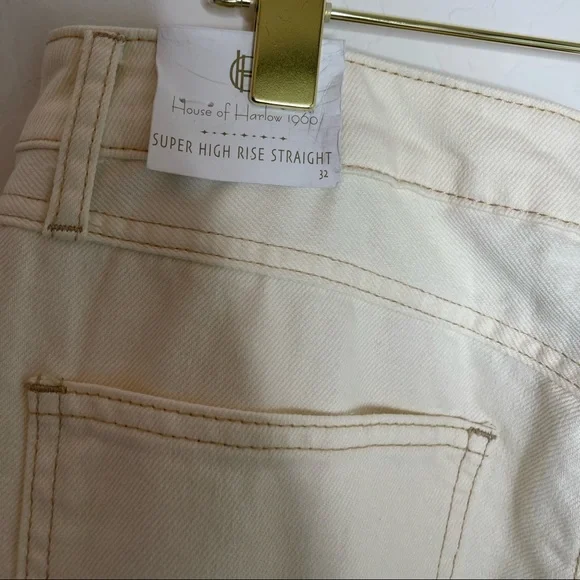 House of Harlow 1960
SUPER HIGH RISE STRAIGHT
32